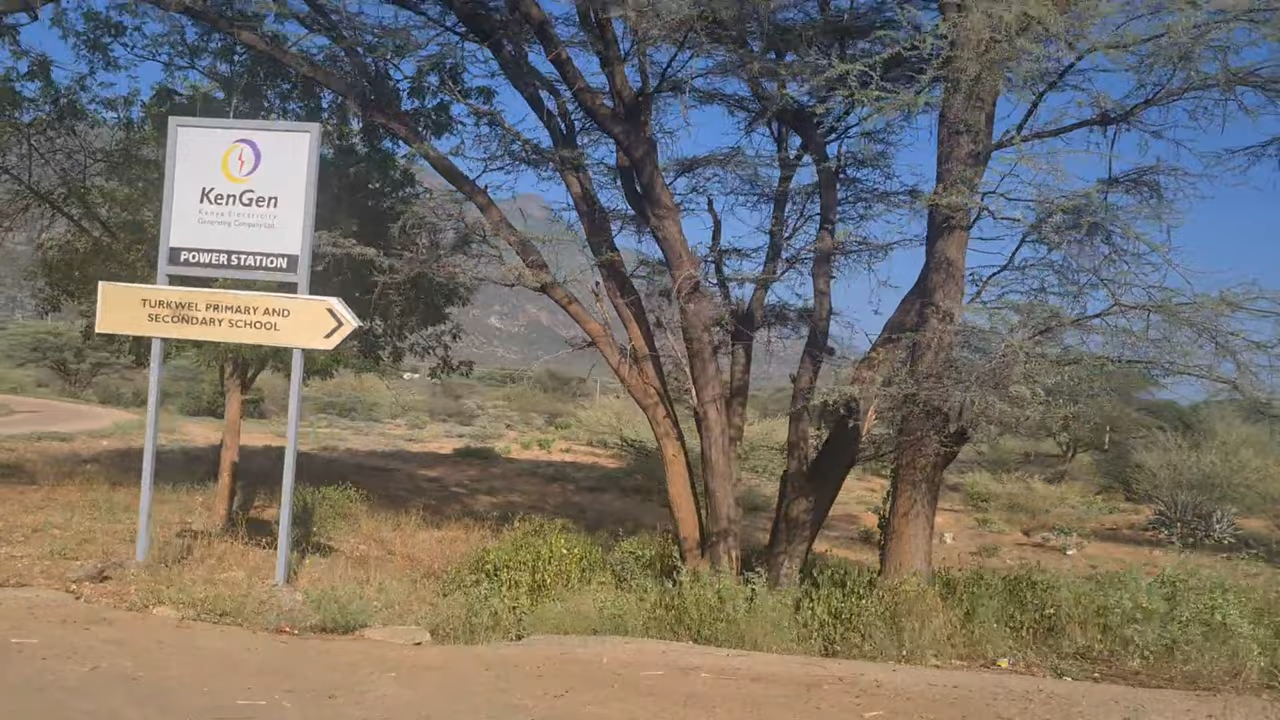 KenGen
Kenya Electricity
Generating Company Ltd.
POWER STATION
TURKWEL PRIMARY AND
SECONDARY SCHOOL